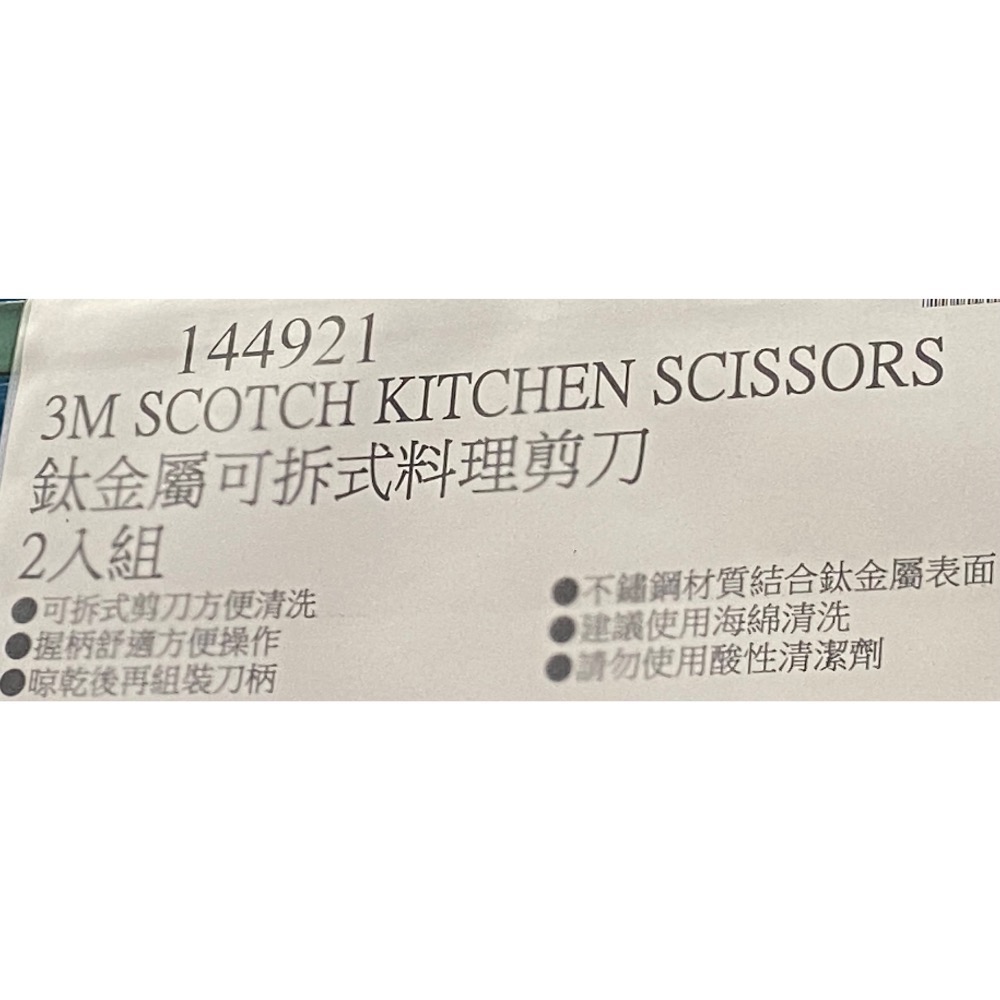 144921
3M SCOTCH KITCHEN SCISSORS
鈦金屬可拆式料理剪刀
2入組
●可拆式剪刀方便清洗
●握柄舒適方便操作
●晾乾後再組裝刀柄
●不鏽鋼材質結合鈦金屬表面
●建議使用海綿清洗
●請勿使用酸性清潔劑